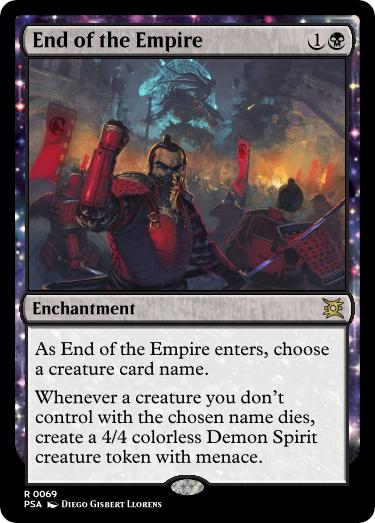 End of the Empire 1
Enchantment
As End of the Empire enters, choose
a creature card name.
Whenever a creature you don't
control with the chosen name dies,
create a 4/4 colorless Demon Spirit
creature token with menace.
R 0069
PSA Diego Gisbert Llorens